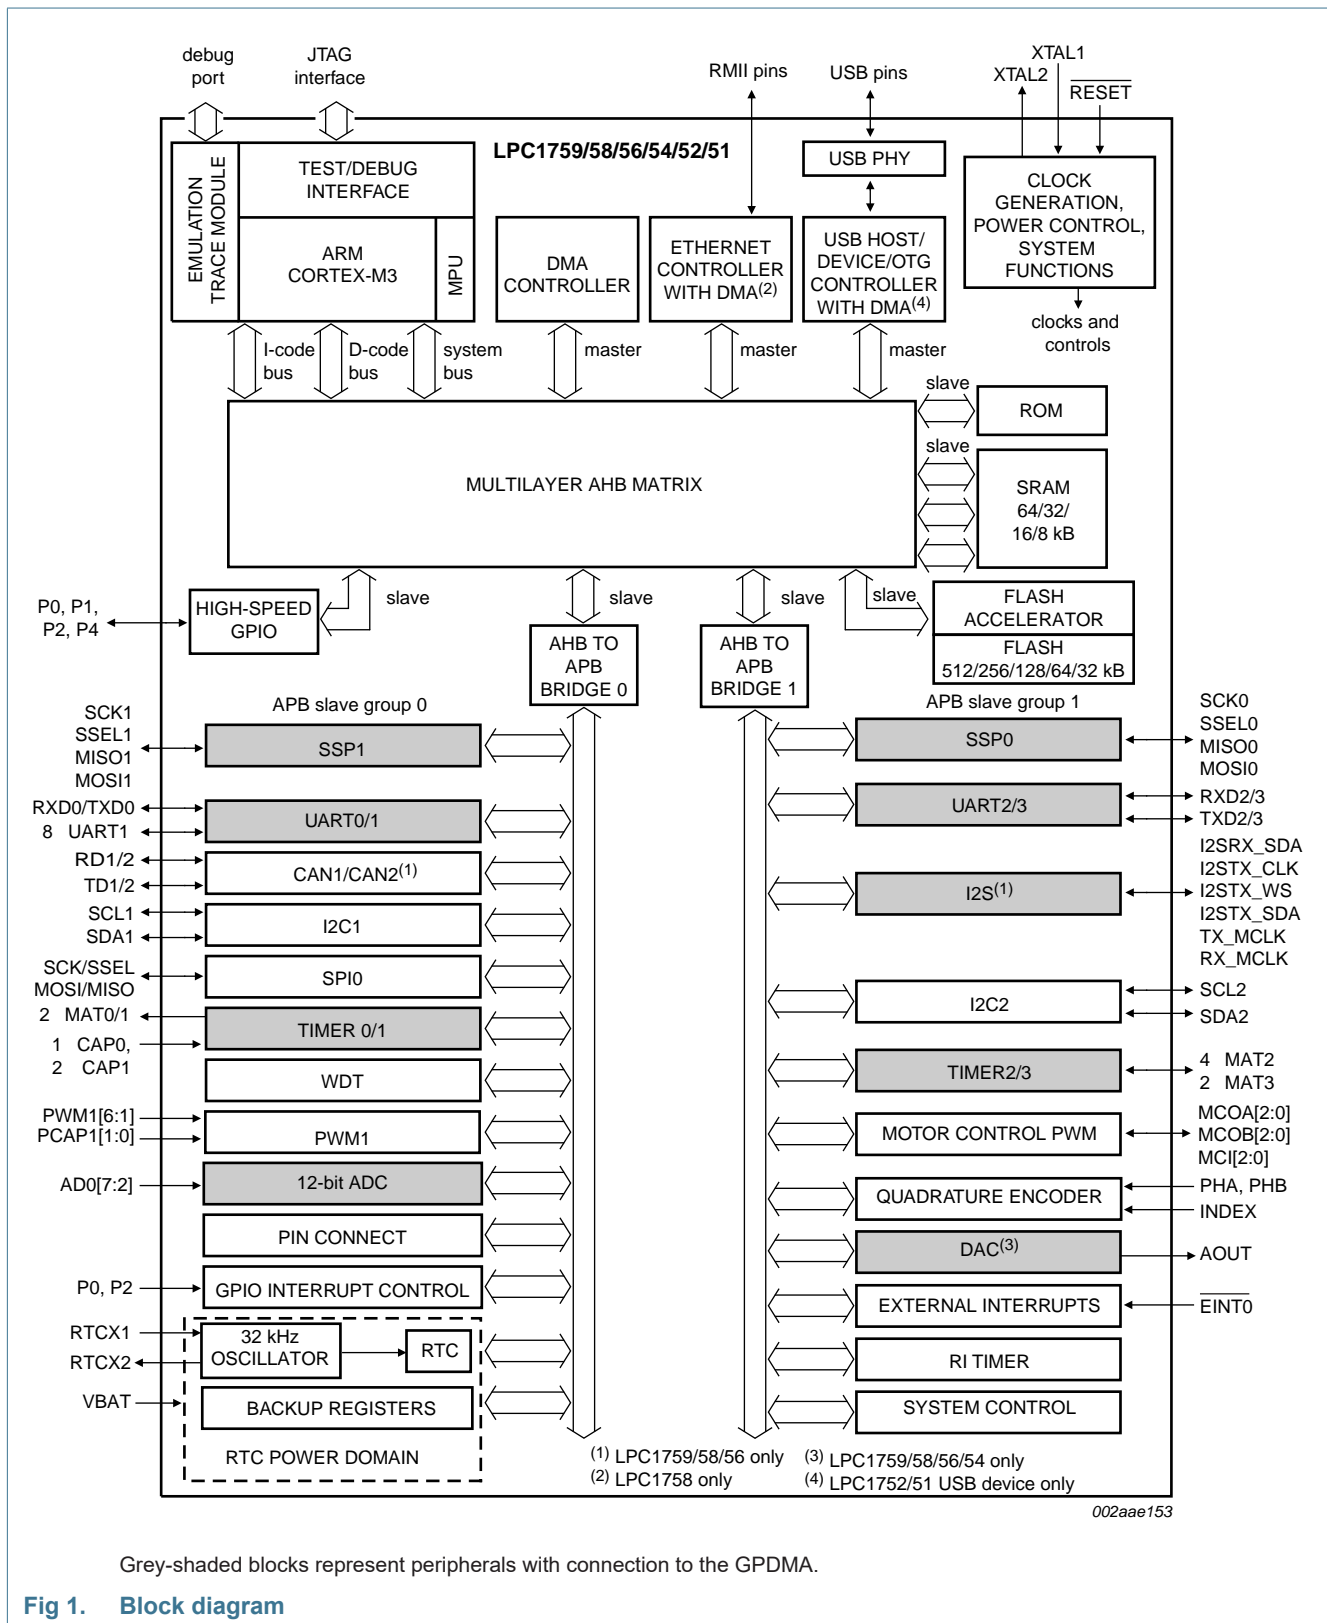 debug
port
JTAG
interface
RMII pins
USB pins
XTAL1
XTAL2
RESET
LPC1759/58/56/54/52/51
EMULATION
TRACE MODULE
TEST/DEBUG
INTERFACE
ARM
CORTEX-M3
MPU
DMA
CONTROLLER
ETHERNET
CONTROLLER
WITH DMA(2)
USB PHY
USB HOST/
DEVICE/OTG
CONTROLLER
WITH DMA(4)
CLOCK
GENERATION,
POWER CONTROL,
SYSTEM
FUNCTIONS
clocks and
controls
I-code
bus
D-code
bus
system
bus
master
master
master
slave
ROM
slave
SRAM
64/32/
16/8 kB
MULTILAYER AHB MATRIX
P0, P1,
P2, P4
HIGH-SPEED
GPIO
slave
slave
slave
slave
FLASH
ACCELERATOR
FLASH
512/256/128/64/32 kB
AHB TO
APB
BRIDGE 0
AHB TO
APB
BRIDGE 1
APB slave group 0
APB slave group 1
SCK1
SSEL1
MISO1
MOSI1
SSP1
RXD0/TXD0
8 UART1
UART0/1
RD1/2
TD1/2
CAN1/CAN2(1)
SCL1
SDA1
I2C1
SCK/SSEL
MOSI/MISO
SPI0
2 MAT0/1
1 CAP0,
2 CAP1
TIMER 0/1
WDT
PWM1[6:1]
PCAP1[1:0]
PWM1
AD0[7:2]
12-bit ADC
PIN CONNECT
P0, P2
GPIO INTERRUPT CONTROL
RTCX1
RTCX2
32 kHz
OSCILLATOR
RTC
VBAT
BACKUP REGISTERS
RTC POWER DOMAIN
SSP0
SCK0
SSEL0
MISO0
MOSI0
UART2/3
RXD2/3
TXD2/3
I2S(1)
I2SRX_SDA
I2STX_CLK
I2STX_WS
I2STX_SDA
TX_MCLK
RX_MCLK
I2C2
SCL2
SDA2
TIMER2/3
4 MAT2
2 MAT3
MOTOR CONTROL PWM
MCOA[2:0]
MCOB[2:0]
MCI[2:0]
QUADRATURE ENCODER
PHA, PHB
INDEX
DAC(3)
AOUT
EXTERNAL INTERRUPTS
EINT0
RI TIMER
SYSTEM CONTROL
(1) LPC1759/58/56 only
(2) LPC1758 only
(3) LPC1759/58/56/54 only
(4) LPC1752/51 USB device only
002aae153
Grey-shaded blocks represent peripherals with connection to the GPDMA.
Fig 1. Block diagram